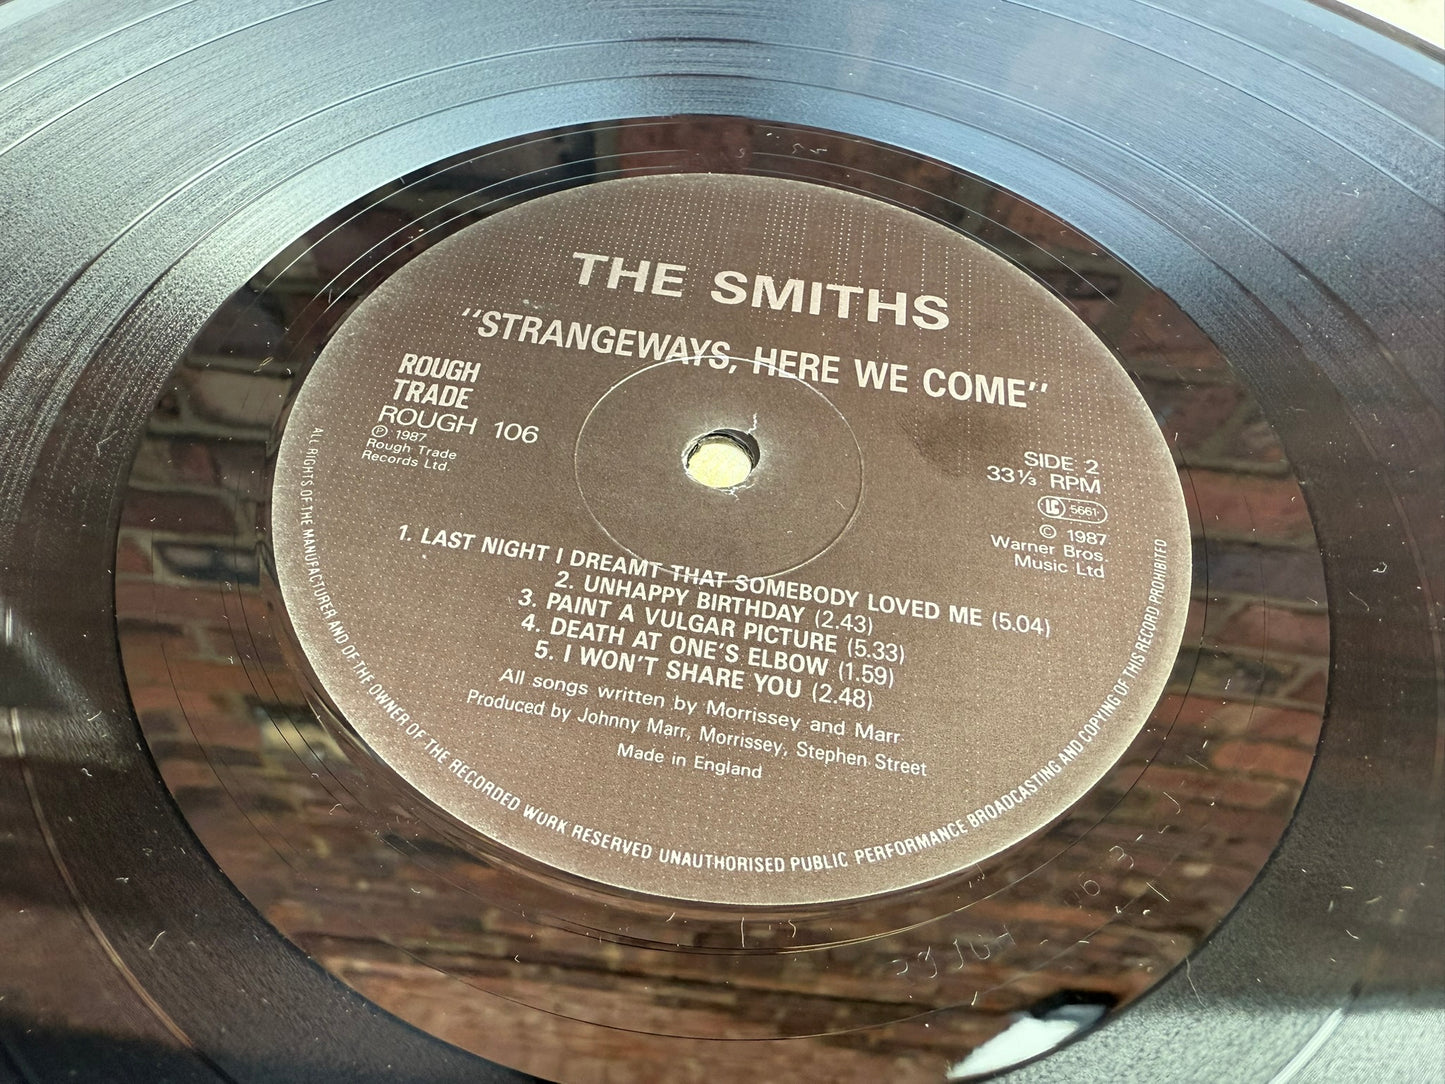 THE SMITHS
"STRANGEWAYS, HERE WE COME"
ROUGH
TRADE
ROUGH 106
℗ 1987
Rough Trade
Records Ltd.
SIDE 2
33⅓ RPM
LC 5661
© 1987
Warner Bros.
Music Ltd
1. LAST NIGHT I DREAMT THAT SOMEBODY LOVED ME (5.04)
2. UNHAPPY BIRTHDAY (2.43)
3. PAINT A VULGAR PICTURE (5.33)
4. DEATH AT ONE'S ELBOW (1.59)
5. I WON'T SHARE YOU (2.48)
All songs written by Morrissey and Marr
Produced by Johnny Marr, Morrissey, Stephen Street
Made in England
ALL RIGHTS OF THE MANUFACTURER AND OF THE OWNER OF THE RECORDED WORK RESERVED UNAUTHORISED PUBLIC PERFORMANCE BROADCASTING AND COPYING OF THIS RECORD PROHIBITED